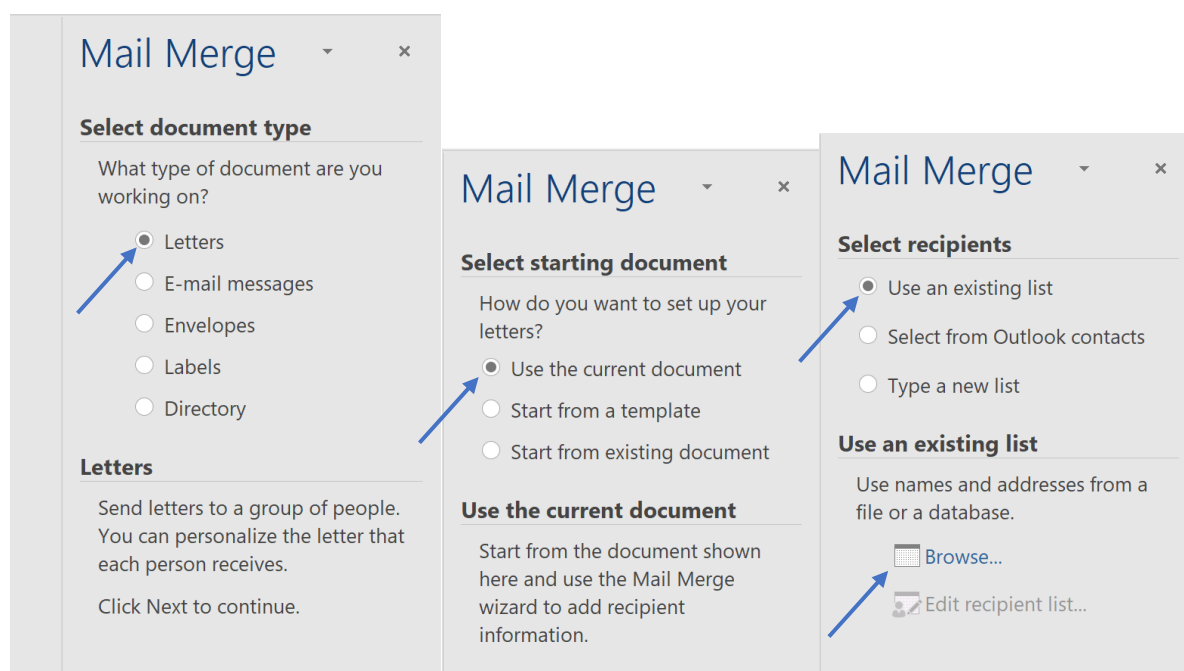 Mail Merge
Select document type
What type of document are you
working on?
Letters
E-mail messages
Envelopes
Labels
Directory
Letters
Send letters to a group of people.
You can personalize the letter that
each person receives.
Click Next to continue.
Mail Merge
Select starting document
How do you want to set up your
letters?
Use the current document
Start from a template
Start from existing document
Use the current document
Start from the document shown
here and use the Mail Merge
wizard to add recipient
information.
Mail Merge
Select recipients
Use an existing list
Select from Outlook contacts
Type a new list
Use an existing list
Use names and addresses from a
file or a database.
Browse...
Edit recipient list...